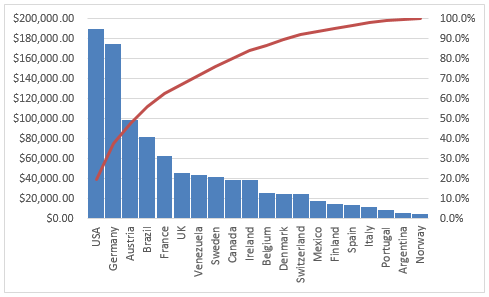 $200,000.00 100.0%
$180,000.00 90.0%
$160,000.00 80.0%
$140,000.00 70.0%
$120,000.00 60.0%
$100,000.00 50.0%
$80,000.00 40.0%
$60,000.00 30.0%
$40,000.00 20.0%
$20,000.00 10.0%
$0.00 0.0%
USA
Germany
Austria
Brazil
France
UK
Venezuela
Sweden
Canada
Ireland
Belgium
Denmark
Switzerland
Mexico
Finland
Spain
Italy
Portugal
Argentina
Norway